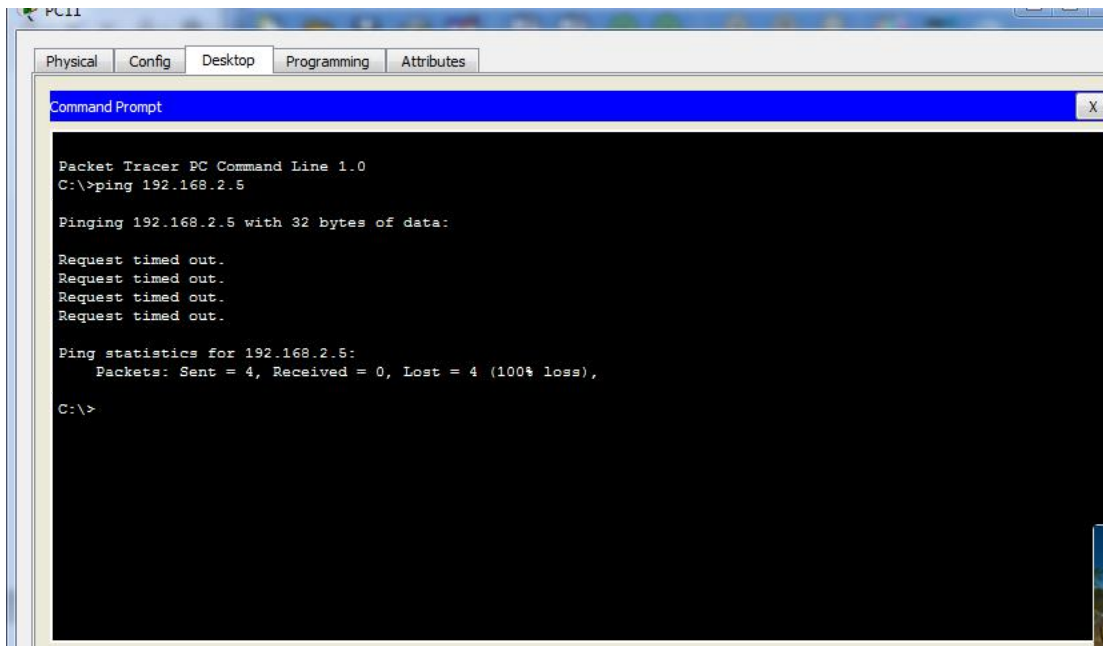 PC11
Physical Config Desktop Programming Attributes
Command Prompt
X
Packet Tracer PC Command Line 1.0
C:\>ping 192.168.2.5
Pinging 192.168.2.5 with 32 bytes of data:
Request timed out.
Request timed out.
Request timed out.
Request timed out.
Ping statistics for 192.168.2.5:
Packets: Sent = 4, Received = 0, Lost = 4 (100% loss),
C:\>